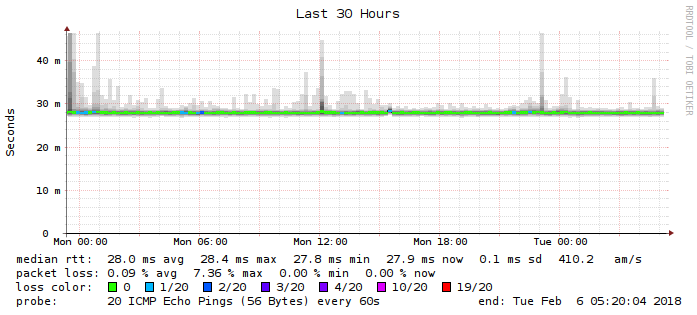 Last 30 Hours
RRDTOOL / TOBI OETIKER
Seconds
40 m
30 m
20 m
10 m
0
Mon 00:00 Mon 06:00 Mon 12:00 Mon 18:00 Tue 00:00
median rtt: 28.0 ms avg 28.4 ms max 27.8 ms min 27.9 ms now 0.1 ms sd 410.2 am/s
packet loss: 0.09 % avg 7.36 % max 0.00 % min 0.00 % now
loss color: 0 1/20 2/20 3/20 4/20 10/20 19/20
probe: 20 ICMP Echo Pings (56 Bytes) every 60s end: Tue Feb 6 05:20:04 2018